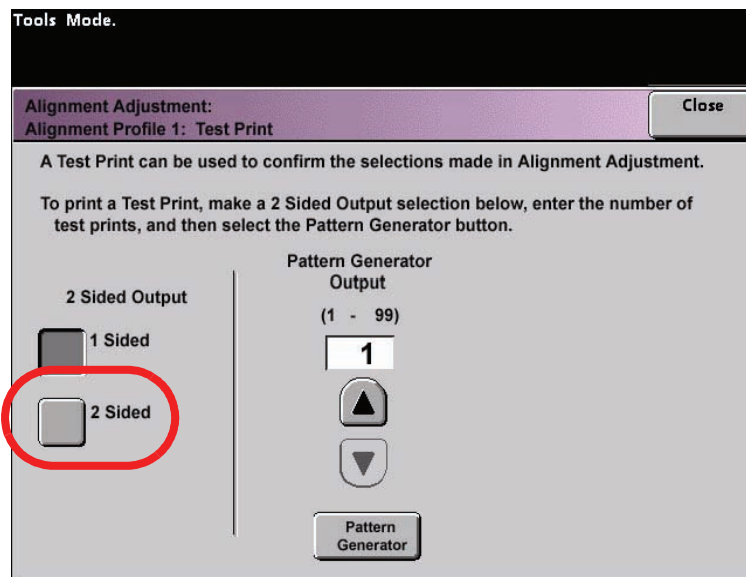 Tools Mode.
Alignment Adjustment:
Alignment Profile 1: Test Print
Close
A Test Print can be used to confirm the selections made in Alignment Adjustment.
To print a Test Print, make a 2 Sided Output selection below, enter the number of
test prints, and then select the Pattern Generator button.
2 Sided Output
1 Sided
2 Sided
Pattern Generator
Output
(1 - 99)
1
Pattern
Generator